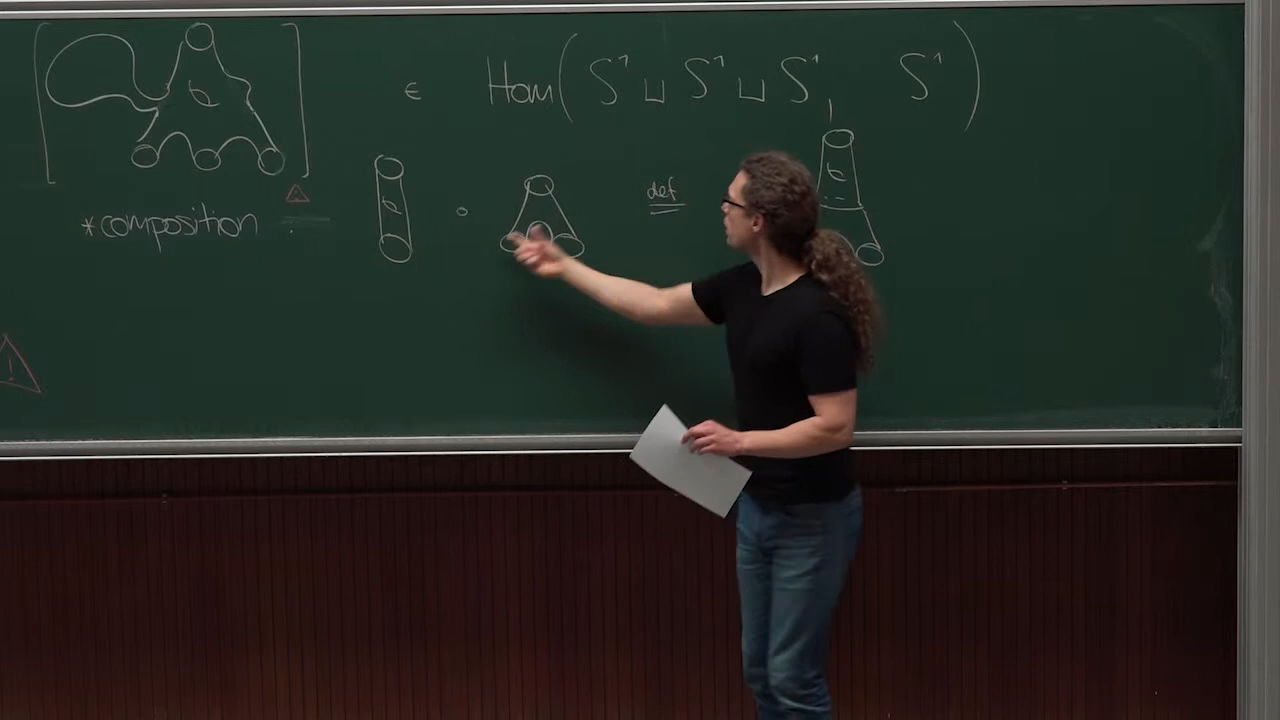 ∈ Hom(S¹ ⊔ S¹ ⊔ S¹, S¹)
*composition : ∘ def
!